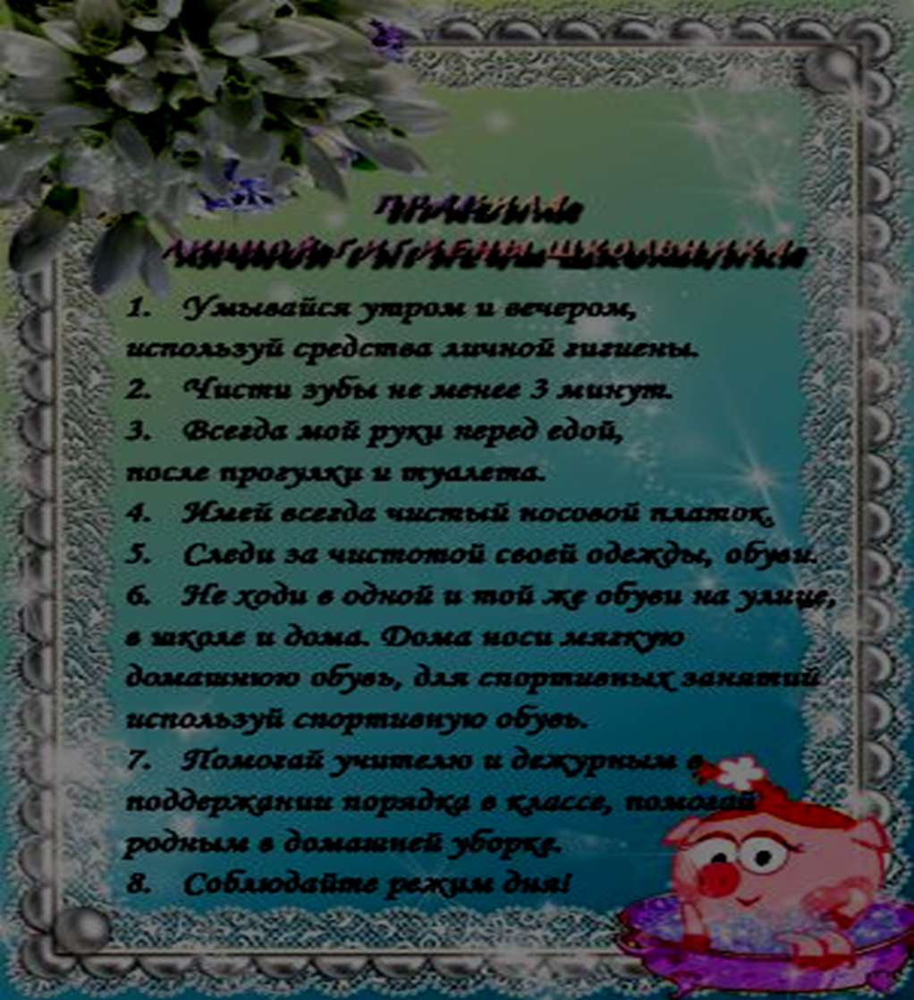 ПРАВИЛА
ЛИЧНОЙ ГИГИЕНЫ ШКОЛЬНИКА
1. Умывайся утром и вечером,
используй средства личной гигиены.
2. Чисти зубы не менее 3 минут.
3. Всегда мой руки перед едой,
после прогулки и туалета.
4. Имей всегда чистый носовой платок.
5. Следи за чистотой своей одежды, обуви.
6. Не ходи в одной и той же обуви на улице,
в школе и дома. Дома носи мягкую
домашнюю обувь, для спортивных занятий
используй спортивную обувь.
7. Помогай учителю и дежурным в
поддержании порядка в классе, помогай
родным в домашней уборке.
8. Соблюдайте режим дня!